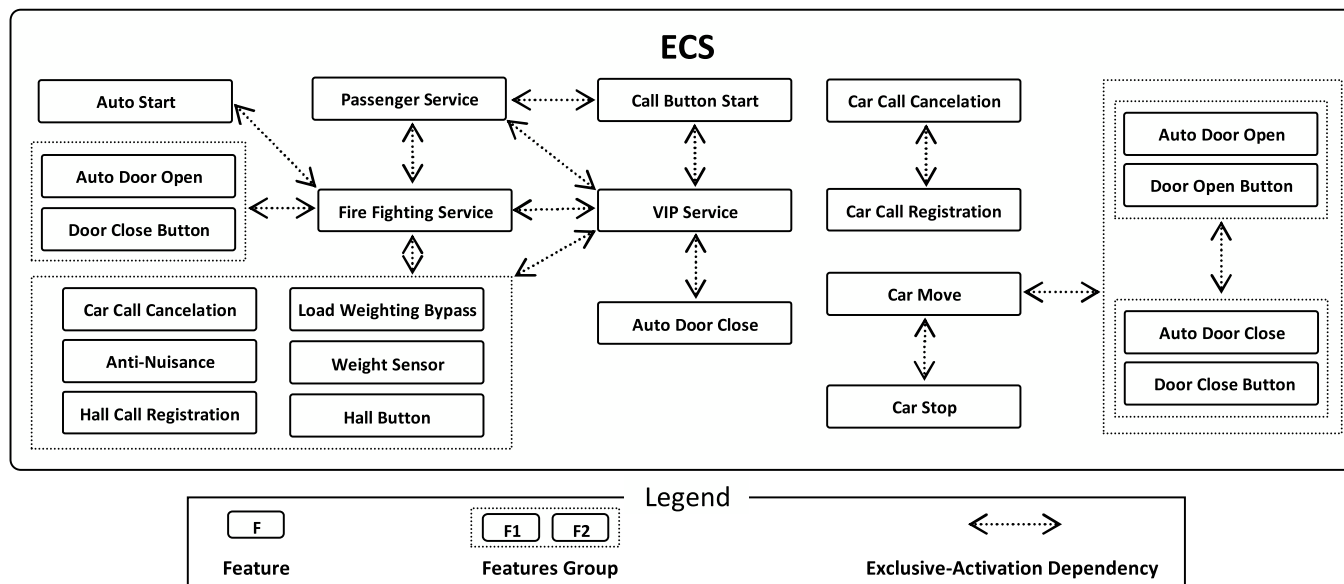 ECS
Auto Start
Passenger Service
Call Button Start
Car Call Cancelation
Auto Door Open
Door Close Button
Fire Fighting Service
VIP Service
Car Call Registration
Auto Door Open
Door Open Button
Car Call Cancelation
Load Weighting Bypass
Anti-Nuisance
Weight Sensor
Hall Call Registration
Hall Button
Auto Door Close
Car Move
Car Stop
Auto Door Close
Door Close Button
Legend
F
Feature
F1
F2
Features Group
Exclusive-Activation Dependency